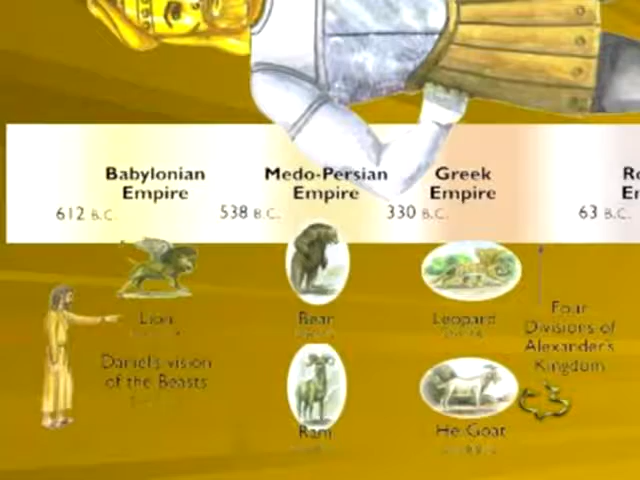 Babylonian
Empire
Medo-Persian
Empire
Greek
Empire
612 B.C.
538 B.C.
330 B.C.
63 B.C.
Lion
Bear
Leopard
Four
Divisions of
Alexander's
Kingdom
Daniel's vision
of the Beasts
Ram
He Goat